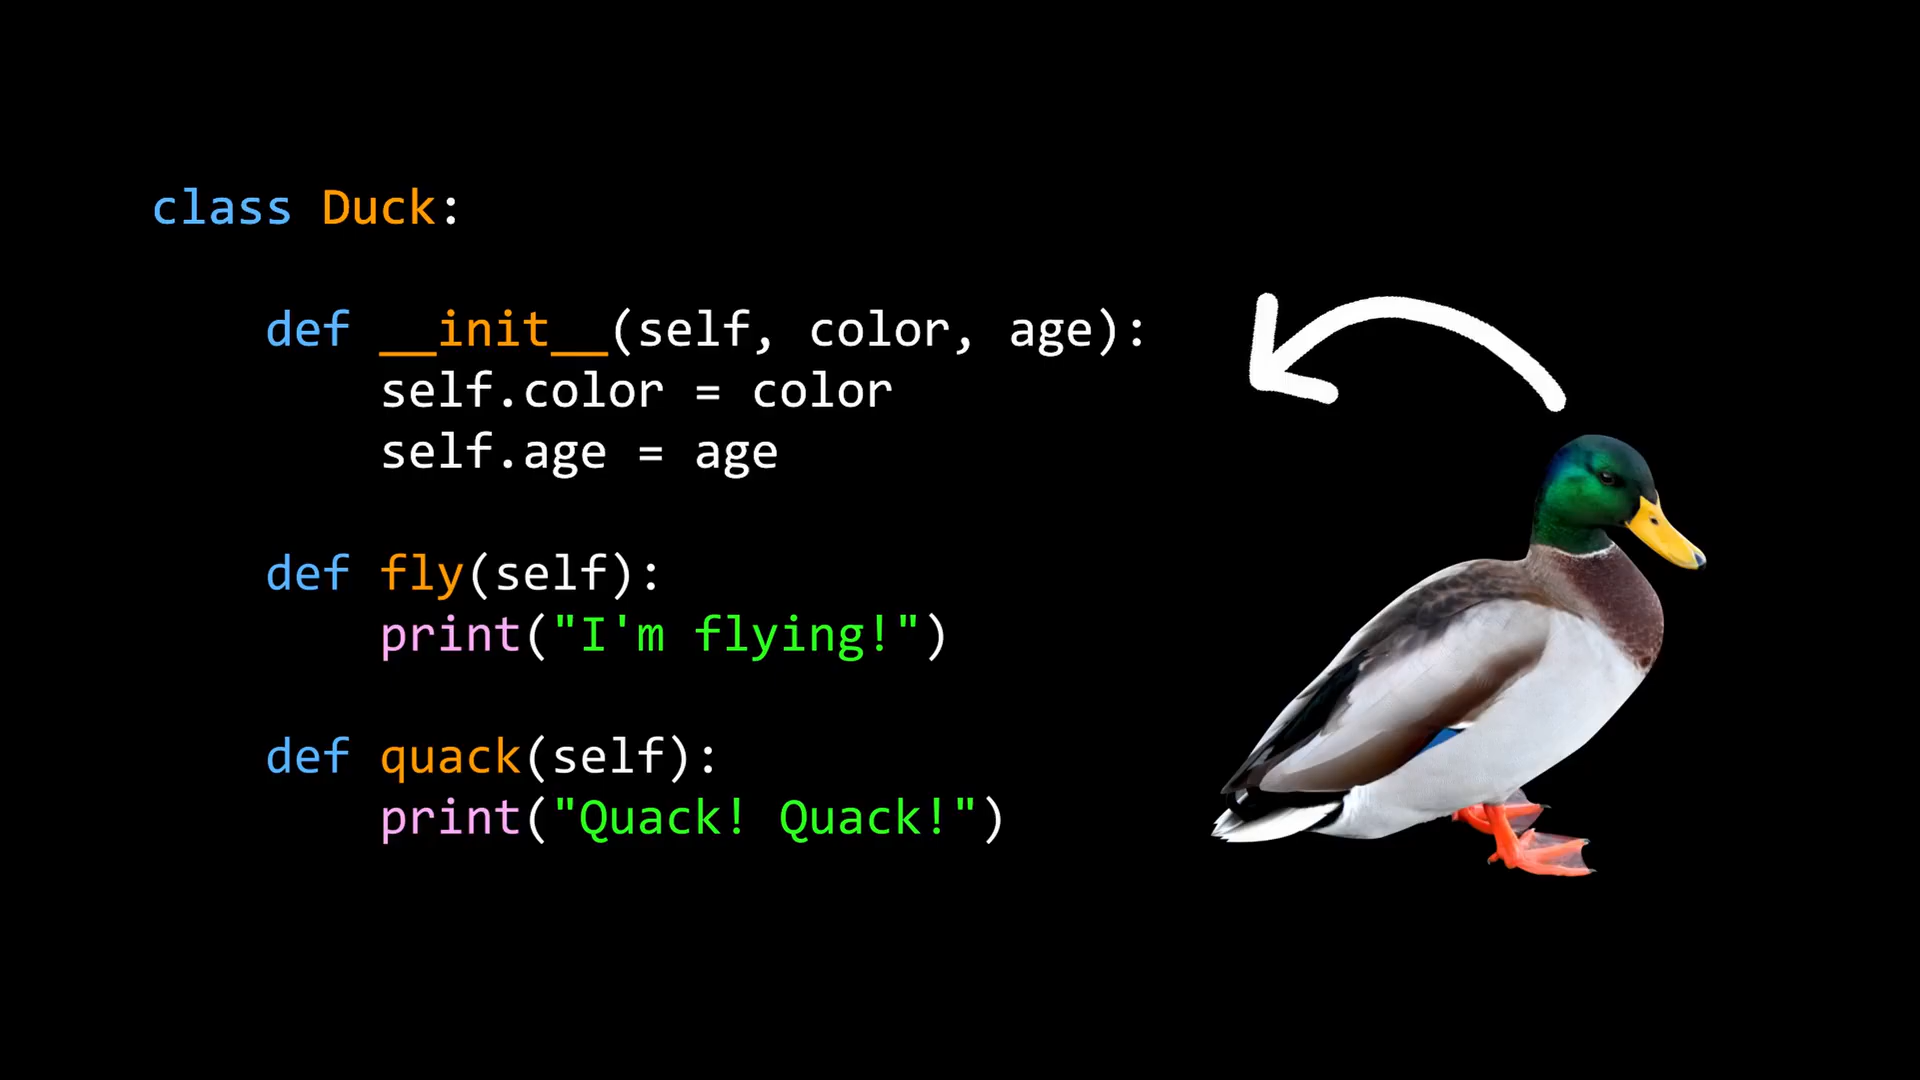 class Duck:
    def __init__(self, color, age):
        self.color = color
        self.age = age
    def fly(self):
        print("I'm flying!")
    def quack(self):
        print("Quack! Quack!")